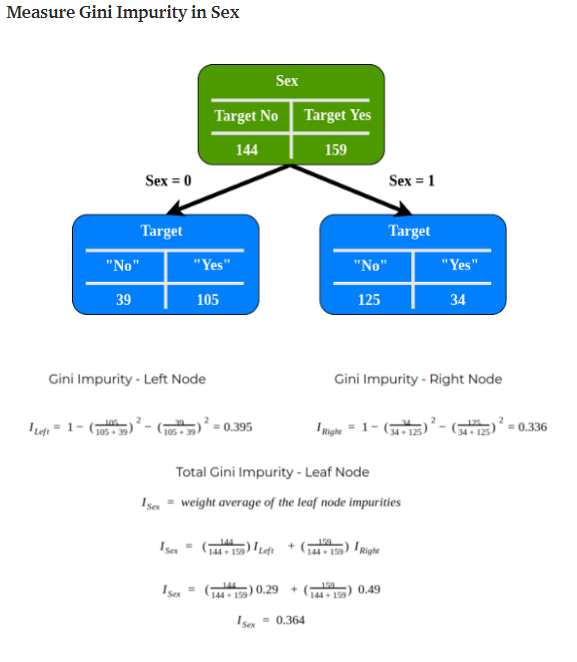 Measure Gini Impurity in Sex
Sex
Target No Target Yes
144 159
Sex = 0 Sex = 1
Target Target
"No" "Yes" "No" "Yes"
39 105 125 34
Gini Impurity - Left Node Gini Impurity - Right Node
I_Left = 1 - (105/(105 + 39))^2 - (39/(105 + 39))^2 = 0.395 I_Right = 1 - (34/(34 + 125))^2 - (125/(34 + 125))^2 = 0.336
Total Gini Impurity - Leaf Node
I_Sex = weight average of the leaf node impurities
I_Sex = (144/(144 + 159)) I_Left + (159/(144 + 159)) I_Right
I_Sex = (144/(144 + 159)) 0.29 + (159/(144 + 159)) 0.49
I_Sex = 0.364